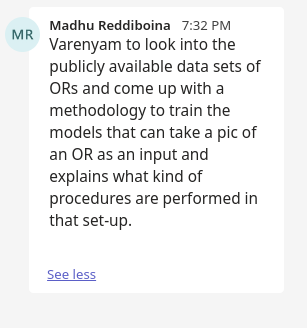 MR
Madhu Reddiboina 7:32 PM
Varenyam to look into the
publicly available data sets of
ORs and come up with a
methodology to train the
models that can take a pic of
an OR as an input and
explains what kind of
procedures are performed in
that set-up.
See less